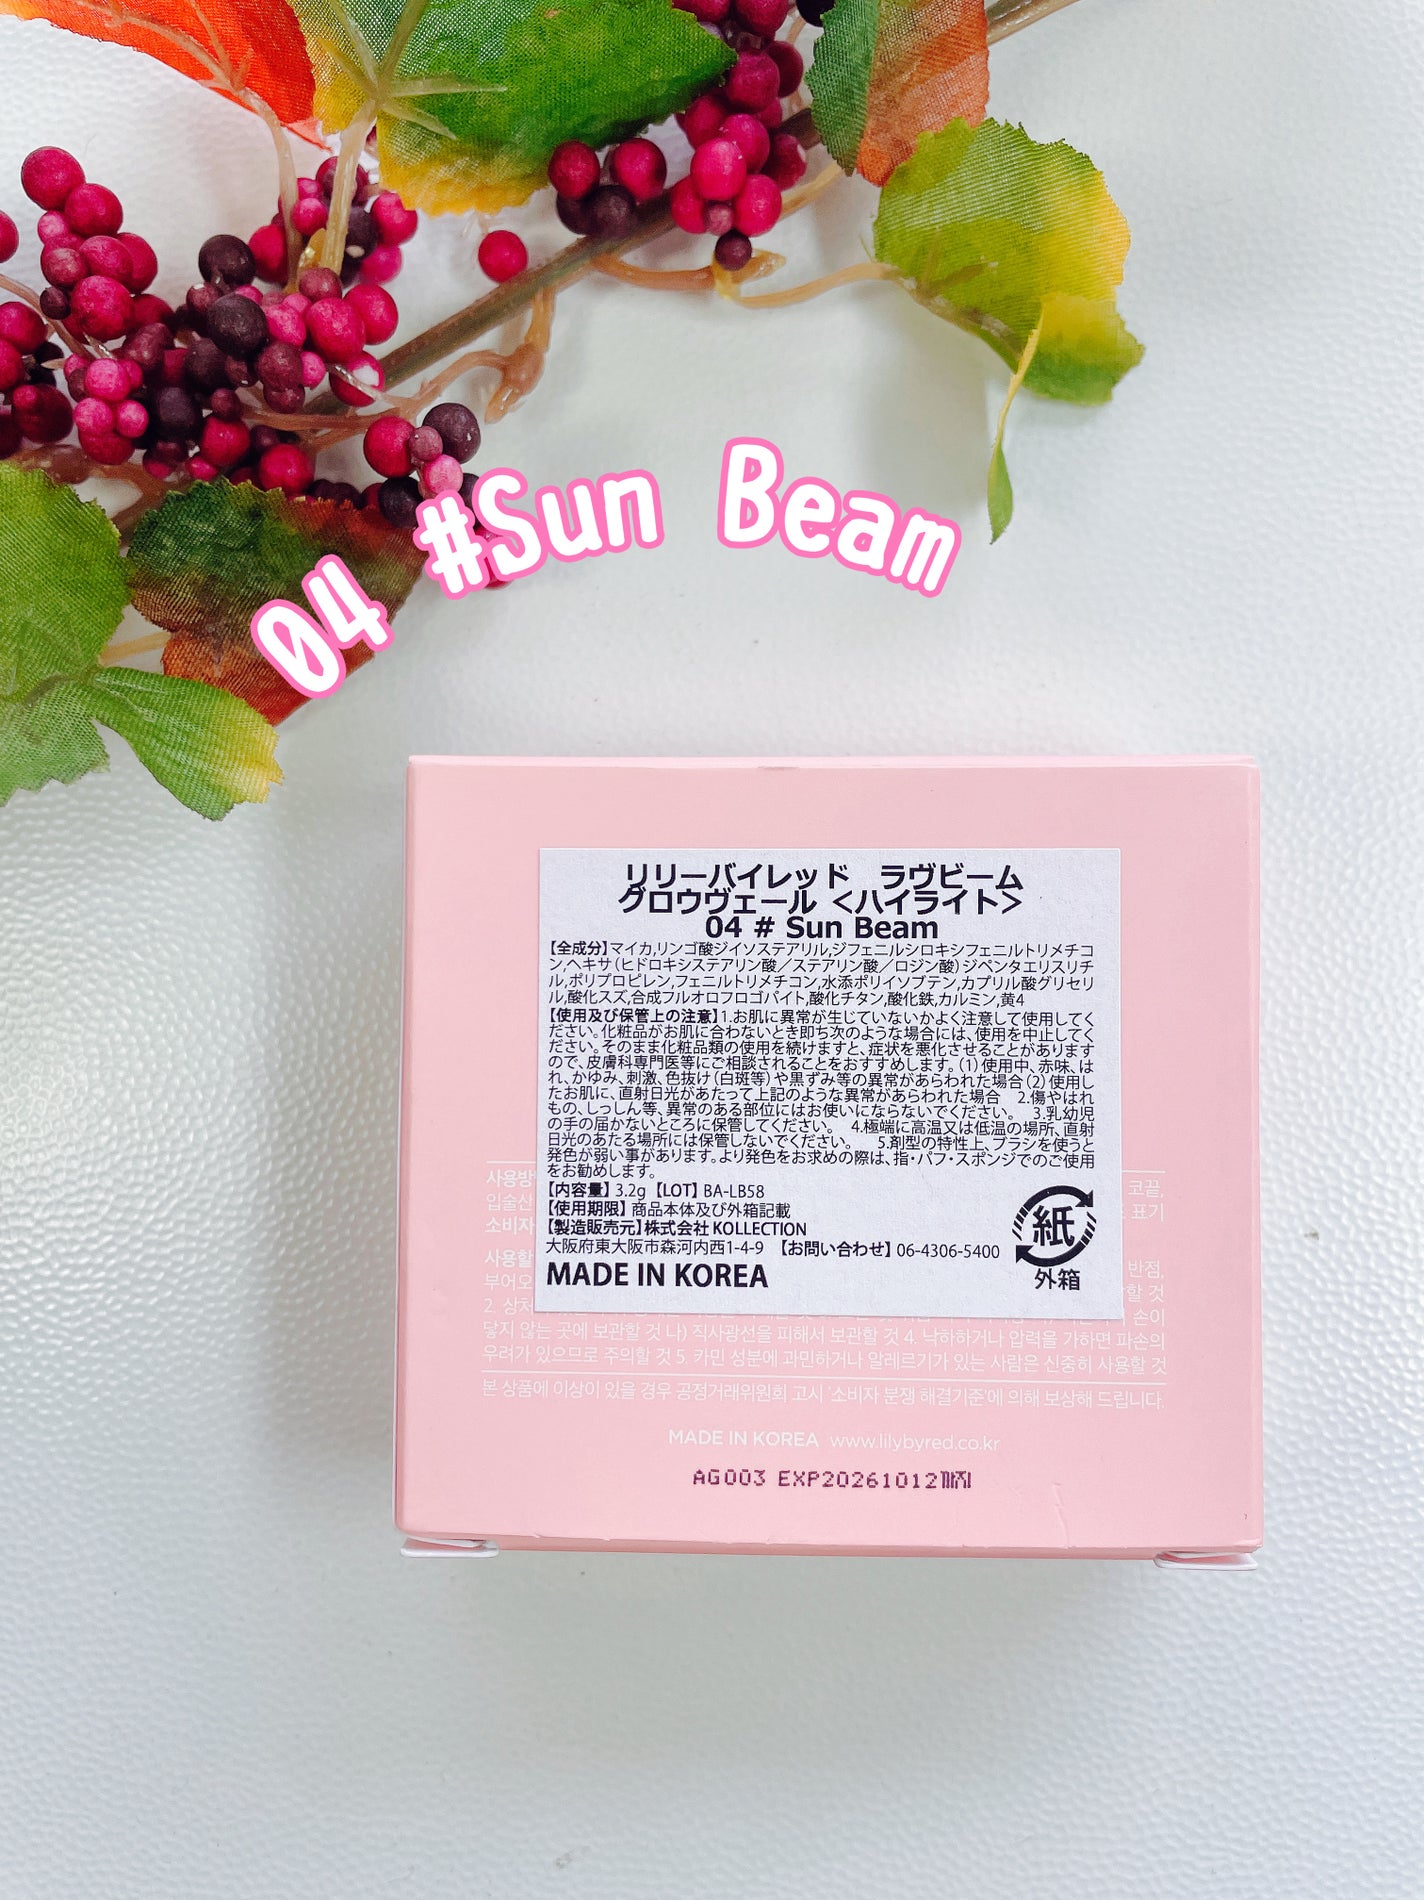 04 #Sun Beam
リリーバイレッド　ラヴビーム
グロウヴェール <ハイライト>
04 # Sun Beam
【全成分】マイカ,リンゴ酸ジイソステアリル,ジフェニルシロキシフェニルトリメチコ
ン,ヘキサ(ヒドロキシステアリン酸／ステアリン酸／ロジン酸)ジペンタエリスリチ
ル,ポリプロピレン,フェニルトリメチコン,水添ポリイソブテン,カプリル酸グリセリ
ル,酸化スズ,合成フルオロフロゴパイト,酸化チタン,酸化鉄,カルミン,黄4
【使用及び保管上の注意】1.お肌に異常が生じていないかよく注意して使用してく
ださい。化粧品がお肌に合わないとき即ち次のような場合には、使用を中止してく
ださい。そのまま化粧品類の使用を続けますと、症状を悪化させることがあります
ので、皮膚科専門医等にご相談されることをおすすめします。(1)使用中、赤味、は
れ、かゆみ、刺激、色抜け(白斑等)や黒ずみ等の異常があらわれた場合(2)使用し
たお肌に、直射日光があたって上記のような異常があらわれた場合　2.傷やはれ
もの、しっしん等、異常のある部位にはお使いにならないでください。　3.乳幼児
の手の届かないところに保管してください。　4.極端に高温又は低温の場所、直射
日光のあたる場所には保管しないでください。　5.剤型の特性上、ブラシを使うと
発色が弱い事があります。より発色をお求めの際は、指・パフ・スポンジでのご使用
をお勧めします。
【内容量】3.2g【LOT】BA-LB58
【使用期限】商品本体及び外箱記載
【製造販売元】株式会社 KOLLECTION
大阪府東大阪市森河内西1-4-9　【お問い合わせ】06-4306-5400
MADE IN KOREA
紙
外箱
사용방
코끝,
입술산
표기
소비자
사용할
반점,
부어오
할 것
2. 상처
손이
닿지 않는 곳에 보관할 것 나) 직사광선을 피해서 보관할 것 4. 낙하하거나 압력을 가하면 파손의
우려가 있으므로 주의할 것 5. 카민 성분에 과민하거나 알레르기가 있는 사람은 신중히 사용할 것
본 상품에 이상이 있을 경우 공정거래위원회 고시 '소비자 분쟁 해결기준'에 의해 보상해 드립니다.
MADE IN KOREA www.lilybyred.co.kr
AG003 EXP20261012까지